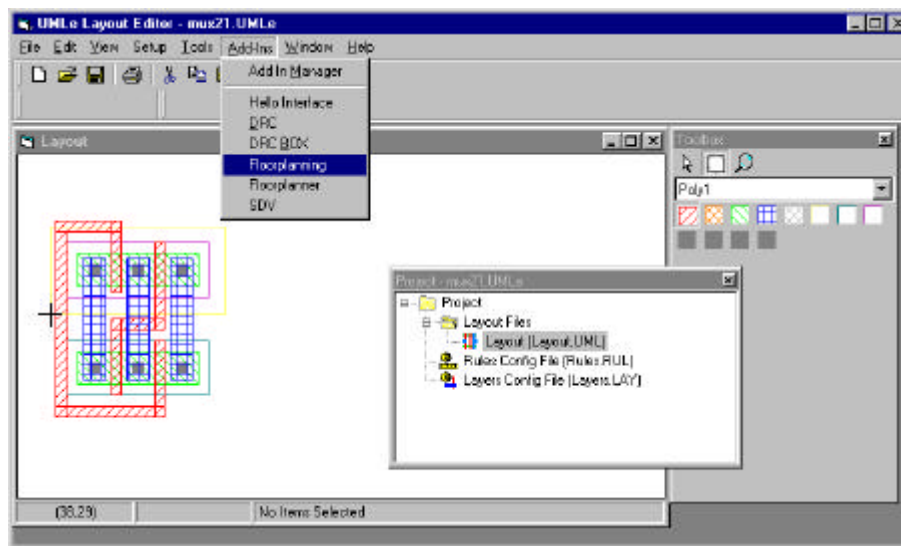 UMLe Layout Editor - mux21.UMLe
File Edit View Setup Tools Add-Ins Window Help
Add In Manager
Hello Interface
DRC
DRC BOX
Floorplanning
Floorplanner
SDV
Layout
Toolbox
Poly1
Project - mux21.UMLe
Project
Layout Files
Layout (Layout.UML)
Rules Config File (Rules.RUL)
Layers Config File (Layers.LAY)
(38,29)
No Items Selected